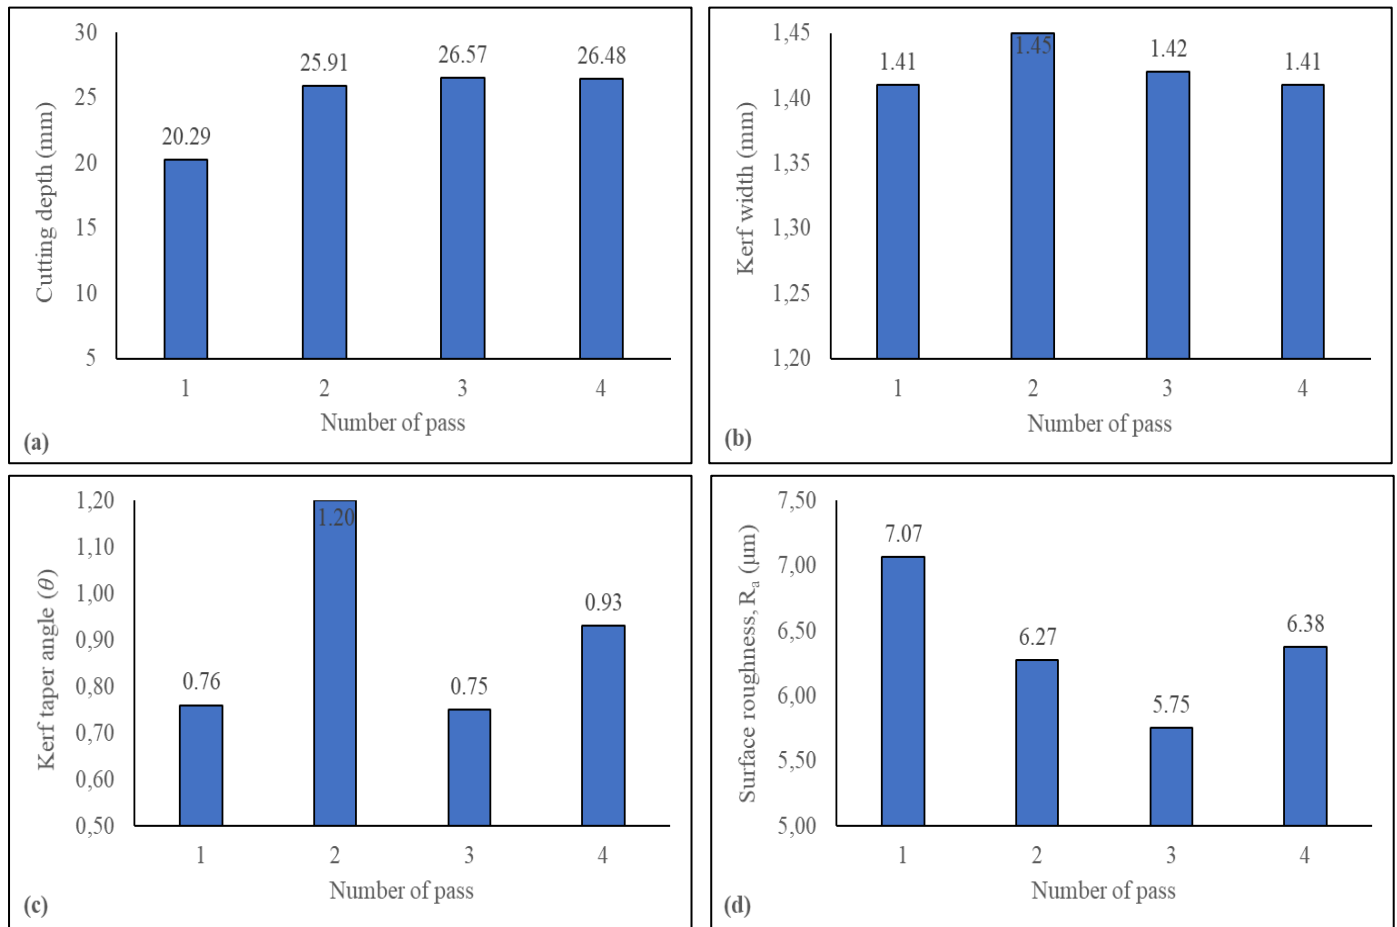 30
25
20
15
10
5
Cutting depth (mm)
20.29
25.91
26.57
26.48
1 2 3 4
Number of pass
(a)
1,45
1,40
1,35
1,30
1,25
1,20
Kerf width (mm)
1.41
1.45
1.42
1.41
1 2 3 4
Number of pass
(b)
1,20
1,10
1,00
0,90
0,80
0,70
0,60
0,50
Kerf taper angle (θ)
0.76
1.20
0.75
0.93
1 2 3 4
Number of pass
(c)
7,50
7,00
6,50
6,00
5,50
5,00
Surface roughness, Ra (μm)
7.07
6.27
5.75
6.38
1 2 3 4
Number of pass
(d)